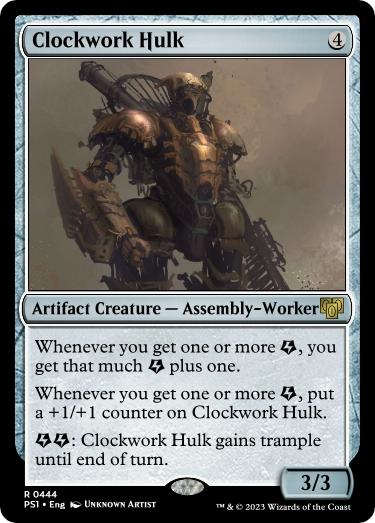 Clockwork Hulk 4
Artifact Creature — Assembly-Worker
Whenever you get one or more, you
get that much plus one.
Whenever you get one or more, put
a +1/+1 counter on Clockwork Hulk.
: Clockwork Hulk gains trample
until end of turn.
3/3
R 0444
PS1 • Eng Unknown Artist
™ & © 2023 Wizards of the Coast